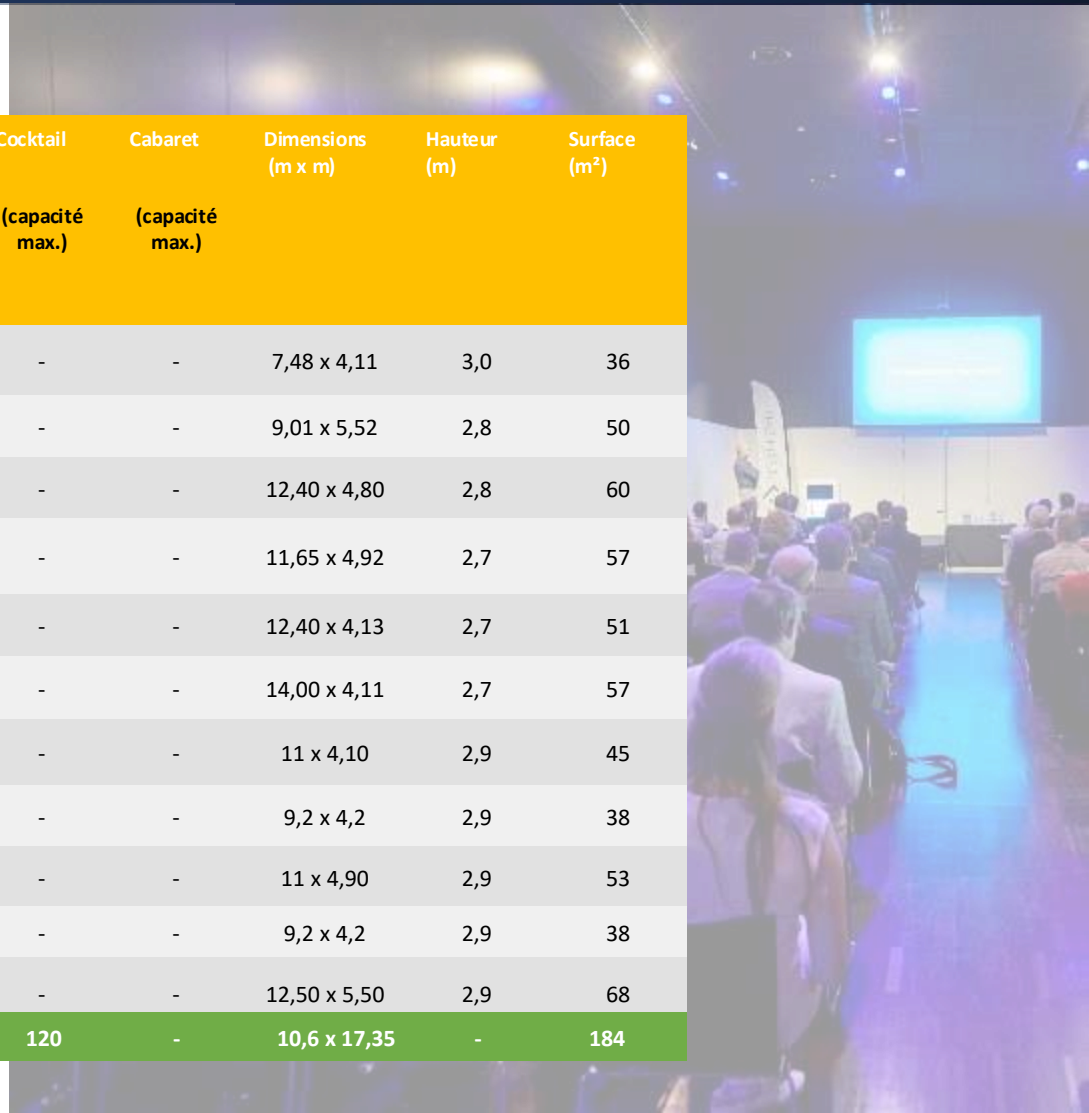 Cocktail Cabaret Dimensions Hauteur Surface
(m x m) (m) (m²)
(capacité (capacité
max.) max.)
- - 7,48 x 4,11 3,0 36
- - 9,01 x 5,52 2,8 50
- - 12,40 x 4,80 2,8 60
- - 11,65 x 4,92 2,7 57
- - 12,40 x 4,13 2,7 51
- - 14,00 x 4,11 2,7 57
- - 11 x 4,10 2,9 45
- - 9,2 x 4,2 2,9 38
- - 11 x 4,90 2,9 53
- - 9,2 x 4,2 2,9 38
- - 12,50 x 5,50 2,9 68
120 - 10,6 x 17,35 - 184